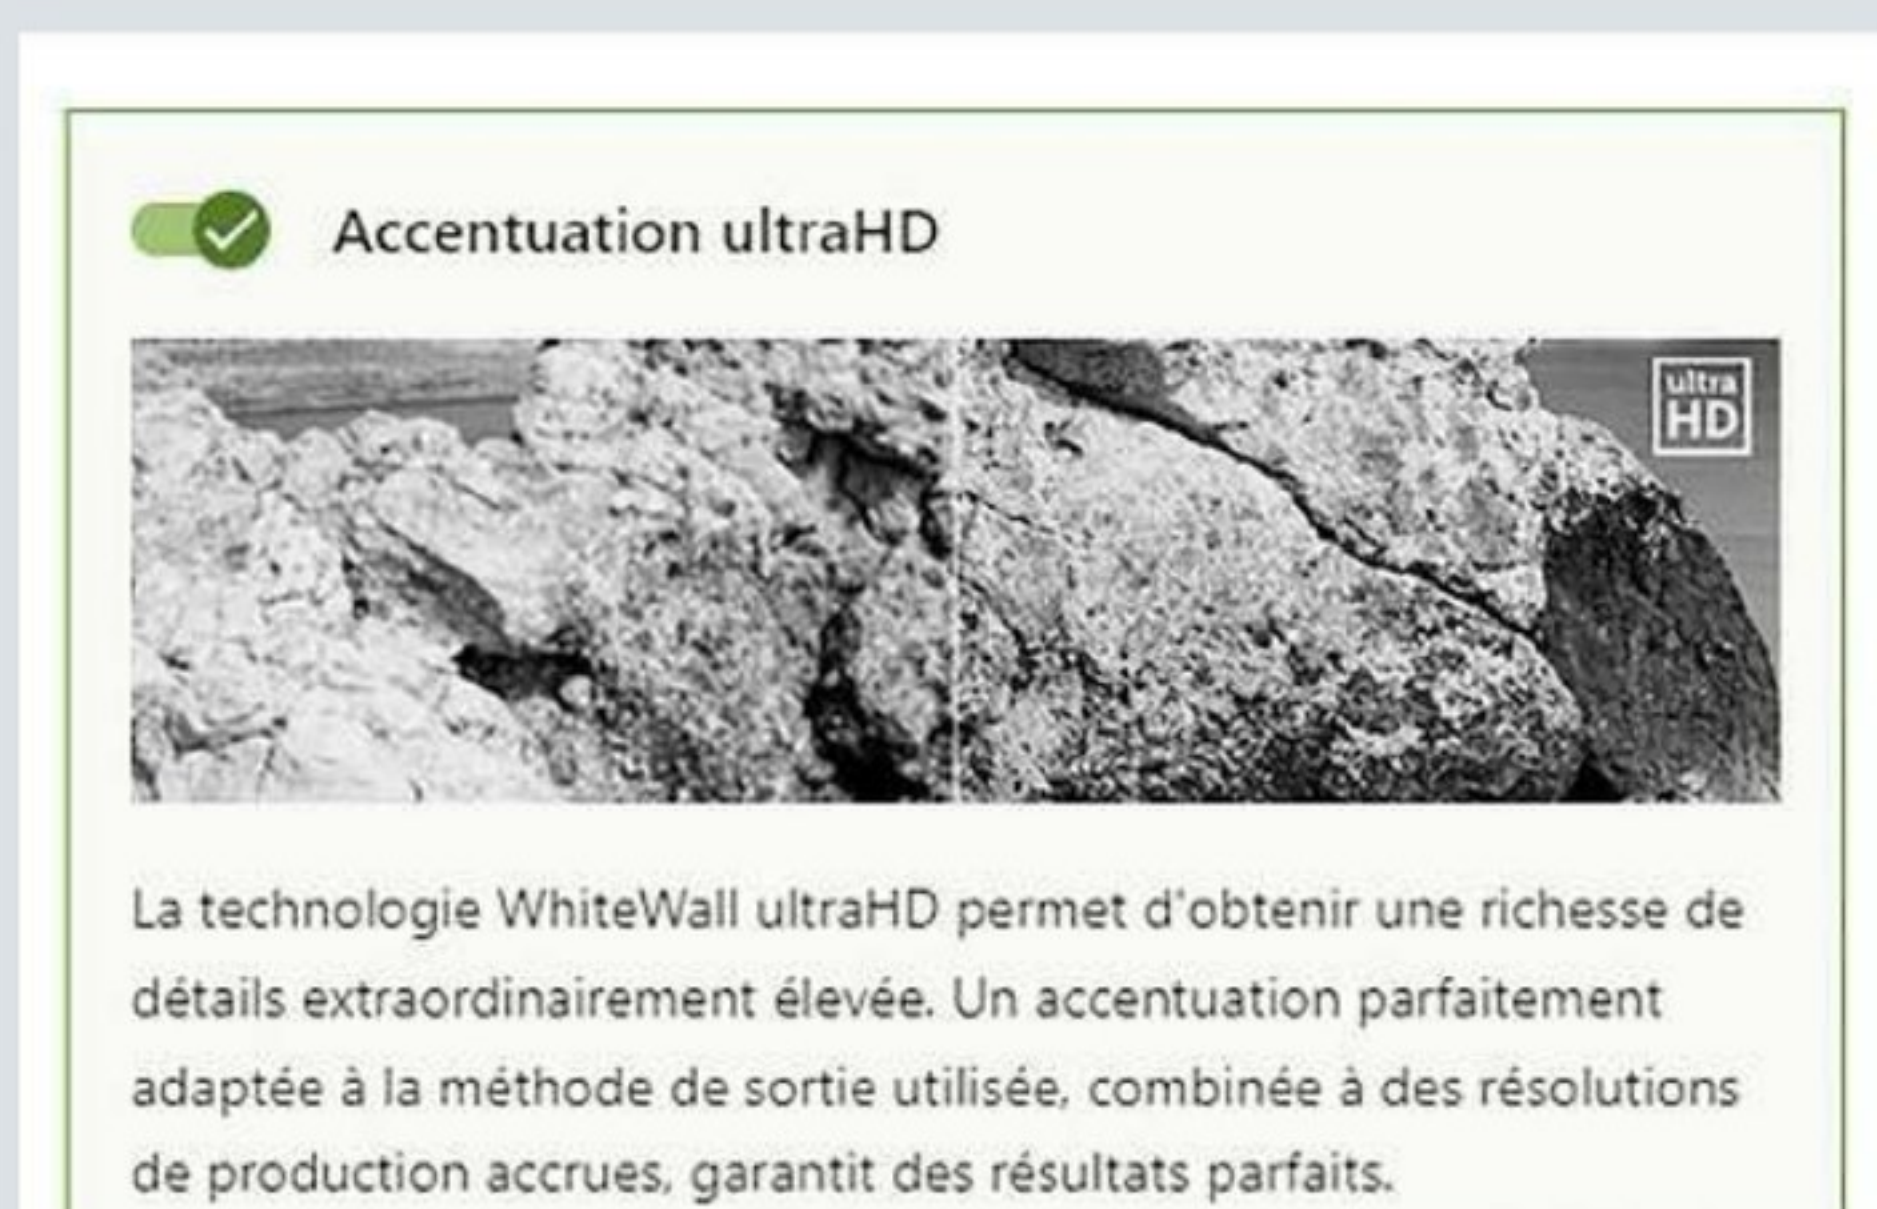 Accentuation ultraHD
ultra
HD
La technologie WhiteWall ultraHD permet d'obtenir une richesse de
détails extraordinairement élevée. Un accentuation parfaitement
adaptée à la méthode de sortie utilisée, combinée à des résolutions
de production accrues, garantit des résultats parfaits.